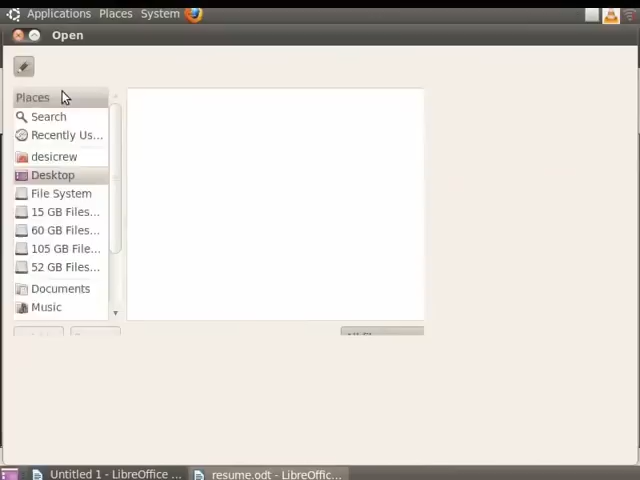 Applications Places System
Open
Places
Search
Recently Us...
desicrew
Desktop
File System
15 GB Files...
60 GB Files...
105 GB File...
52 GB Files...
Documents
Music
Untitled 1 - LibreOffice ...
resume.odt - LibreOffic...